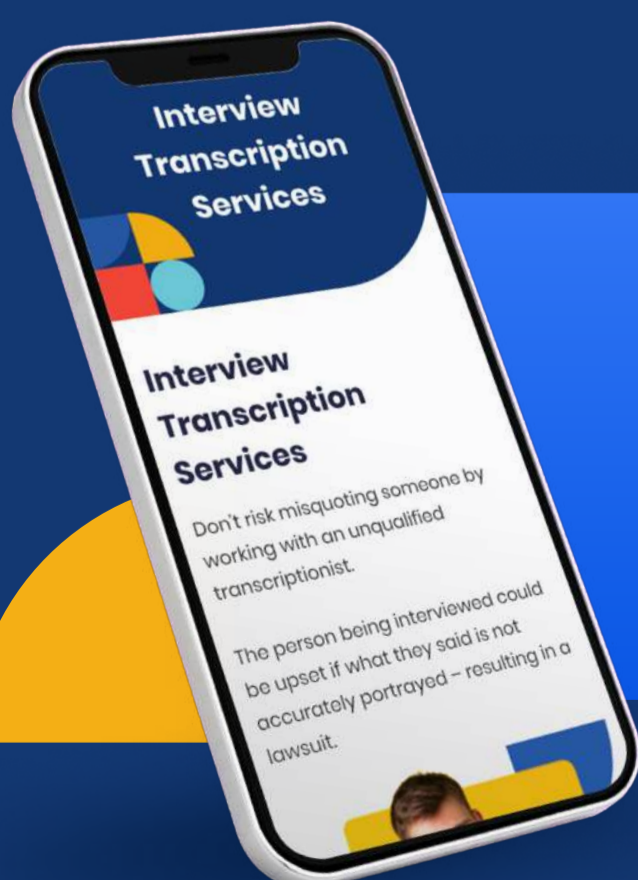 Interview
Transcription
Services
Interview
Transcription
Services
Don't risk misquoting someone by
working with an unqualified
transcriptionist.
The person being interviewed could
be upset if what they said is not
accurately portrayed – resulting in a
lawsuit.